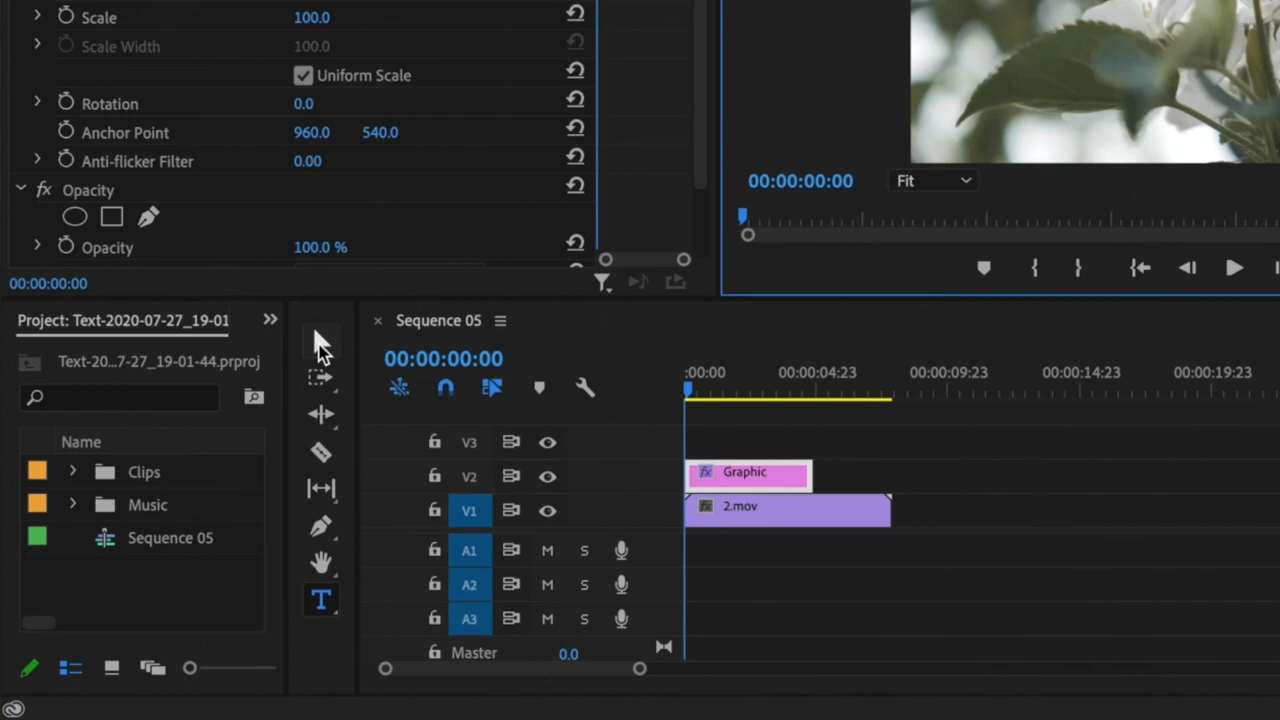 Scale 100.0
Scale Width 100.0
Uniform Scale
Rotation 0.0
Anchor Point 960.0 540.0
Anti-flicker Filter 0.00
fx Opacity
Opacity 100.0 %
00:00:00:00
00:00:00:00 Fit
Project: Text-2020-07-27_19-01
Text-20...7-27_19-01-44.prproj
Name
Clips
Music
Sequence 05
T
× Sequence 05
00:00:00:00
:00:00 00:00:04:23 00:00:09:23 00:00:14:23 00:00:19:23
V3
V2 fx Graphic
V1 fx 2.mov
A1 M S
A2 M S
A3 M S
Master 0.0